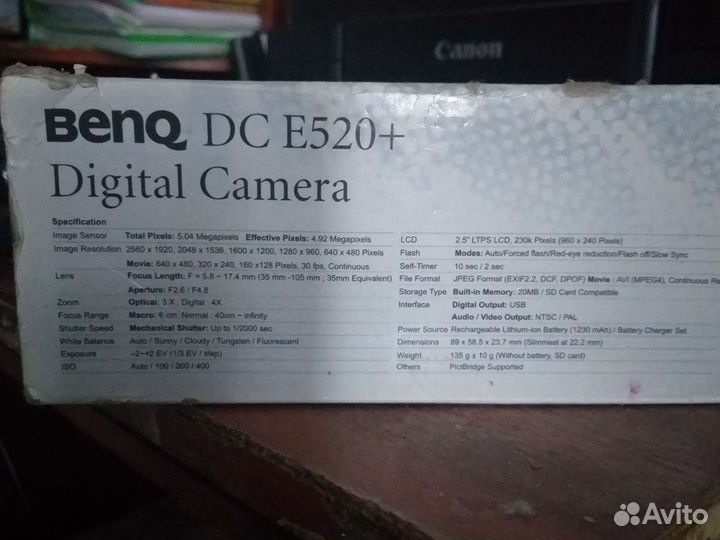 Canon
BenQ DC E520+
Digital Camera
Specification
Image Sensor Total Pixels: 5.04 Megapixels Effective Pixels: 4.92 Megapixels
Image Resolution 2560 x 1920, 2048 x 1536, 1600 x 1200, 1280 x 960, 640 x 480 Pixels
Movie: 640 x 480, 320 x 240, 160 x128 Pixels, 30 fps, Continuous
Lens Focus Length: F = 5.8 ~ 17.4 mm (35 mm -105 mm , 35mm Equivalent)
Aperture: F2.6 / F4.8
Zoom Optical: 3 X ; Digital : 4X
Focus Range Macro: 6 cm, Normal : 40cm ~ infinity
Shutter Speed Mechanical Shutter: Up to 1/2000 sec
White Balance Auto / Sunny / Cloudy / Tungsten / Fluorescent
Exposure –2~+2 EV (1/3 EV / step)
ISO Auto / 100 / 200 / 400
LCD 2.5" LTPS LCD, 230k Pixels (960 x 240 Pixels)
Flash Modes: Auto/Forced flash/Red-eye reduction/Flash off/Slow Sync
Self-Timer 10 sec / 2 sec
File Format JPEG Format (EXIF2.2, DCF, DPOF) Movie : AVI (MPEG4), Continuous Re
Storage Type Built-in Memory: 20MB / SD Card Compatible
Interface Digital Output: USB
Audio / Video Output: NTSC / PAL
Power Source Rechargeable Lithium-ion Battery (1230 mAh) / Battery Charger Set
Dimensions 89 x 58.5 x 23.7 mm (Slimmest at 22.2 mm)
Weight 135 g ± 10 g (Without battery, SD card)
Others PictBridge Supported
Avito